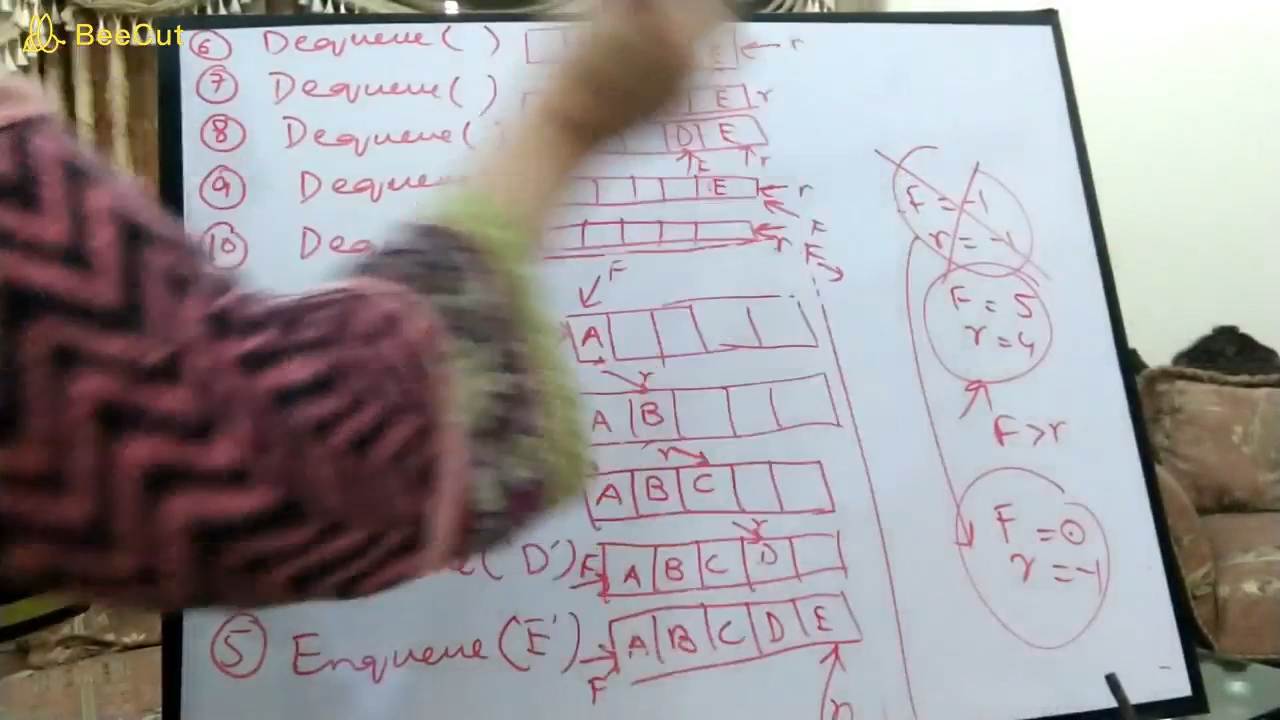 BeeCut
⑥ Dequeue( ) E ← r
⑦ Dequeue( ) E r
⑧ Dequeue( D E
F r
⑨ Deque E ← r
⑩ Deq F
r F
F
A
r
A B
r
A B C
r
('D') F A B C D
⑤ Enqueue('E') A B C D E
F r
F = -1
r = -1
F = 5
r = 4
F > r
F = 0
r = -1